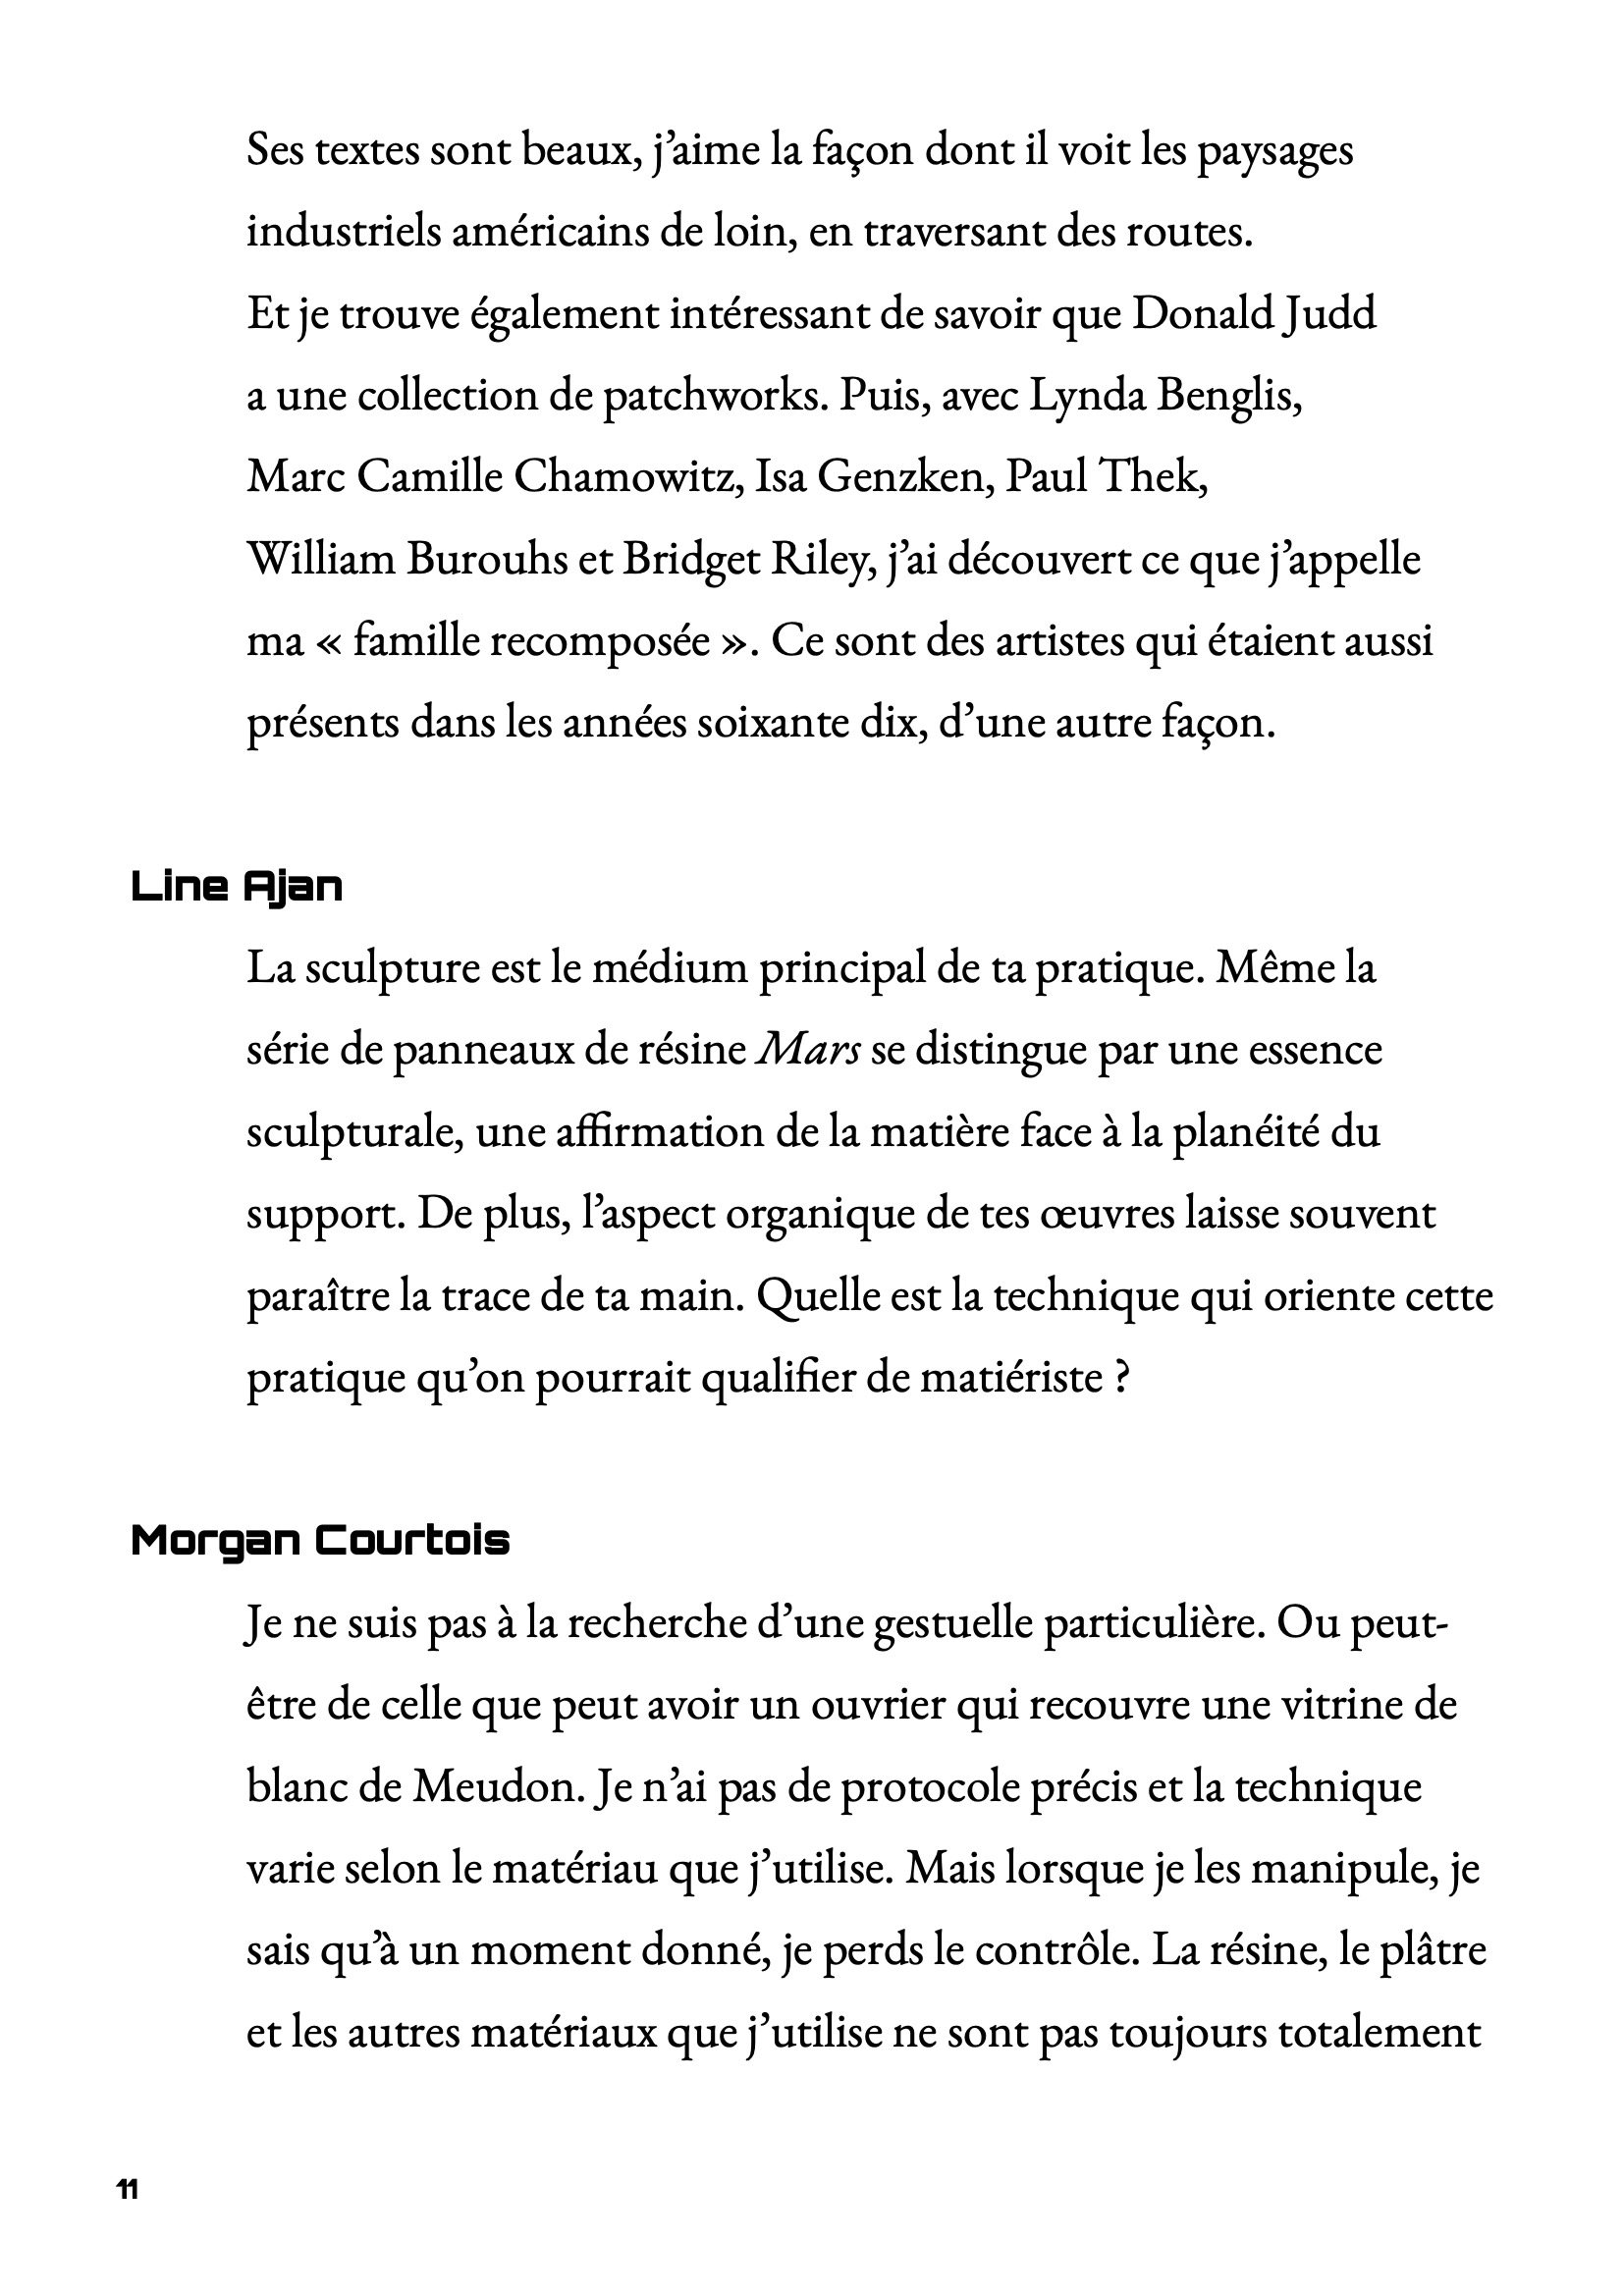 Ses textes sont beaux, j’aime la façon dont il voit les paysages
industriels américains de loin, en traversant des routes.
Et je trouve également intéressant de savoir que Donald Judd
a une collection de patchworks. Puis, avec Lynda Benglis,
Marc Camille Chamowitz, Isa Genzken, Paul Thek,
William Burouhs et Bridget Riley, j’ai découvert ce que j’appelle
ma « famille recomposée ». Ce sont des artistes qui étaient aussi
présents dans les années soixante dix, d’une autre façon.
Line Ajan
La sculpture est le médium principal de ta pratique. Même la
série de panneaux de résine Mars se distingue par une essence
sculpturale, une affirmation de la matière face à la planéité du
support. De plus, l’aspect organique de tes œuvres laisse souvent
paraître la trace de ta main. Quelle est la technique qui oriente cette
pratique qu’on pourrait qualifier de matiériste ?
Morgan Courtois
Je ne suis pas à la recherche d’une gestuelle particulière. Ou peut-
être de celle que peut avoir un ouvrier qui recouvre une vitrine de
blanc de Meudon. Je n’ai pas de protocole précis et la technique
varie selon le matériau que j’utilise. Mais lorsque je les manipule, je
sais qu’à un moment donné, je perds le contrôle. La résine, le plâtre
et les autres matériaux que j’utilise ne sont pas toujours totalement
11